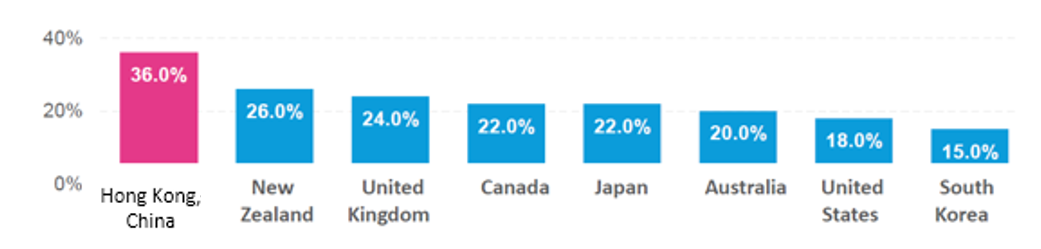 40%
20%
0%
36.0%
26.0%
24.0%
22.0%
22.0%
20.0%
18.0%
15.0%
Hong Kong,
China
New
Zealand
United
Kingdom
Canada
Japan
Australia
United
States
South
Korea